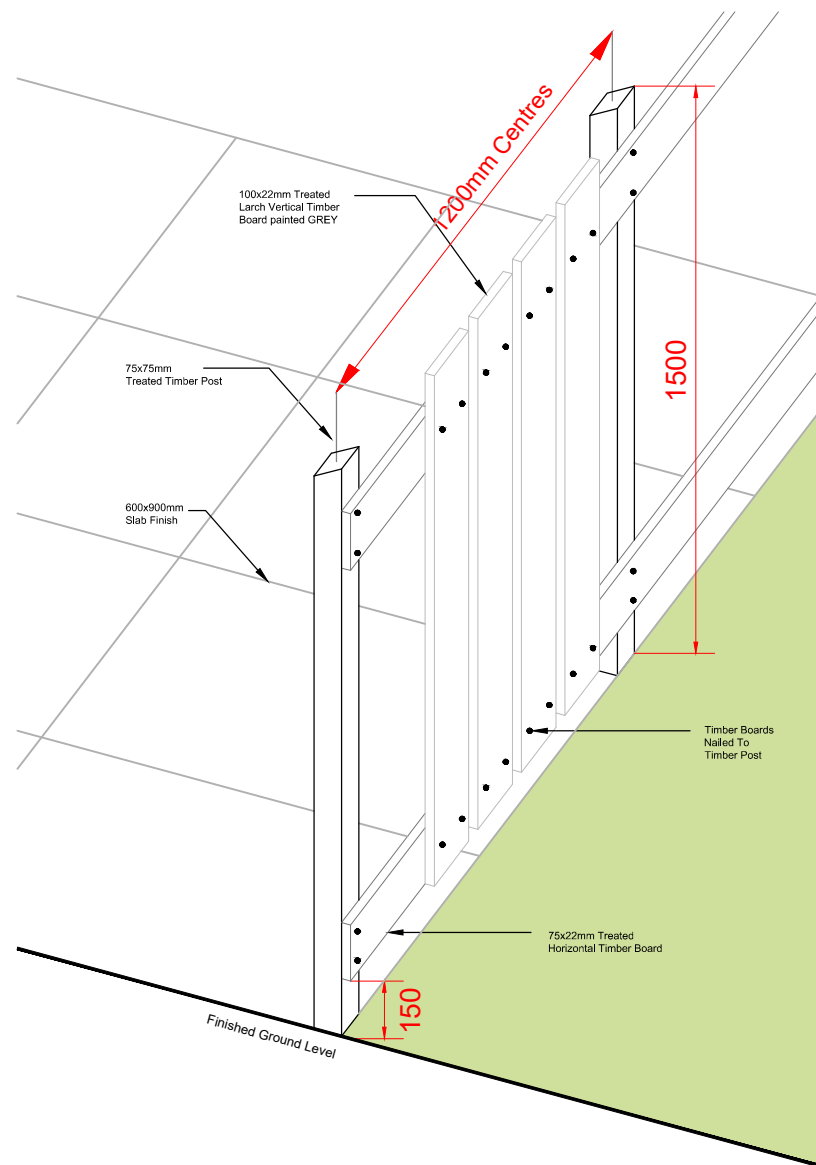 1200mm Centres
100x22mm Treated
Larch Vertical Timber
Board painted GREY
75x75mm
Treated Timber Post
1500
600x900mm
Slab Finish
Timber Boards
Nailed To
Timber Post
75x22mm Treated
Horizontal Timber Board
150
Finished Ground Level